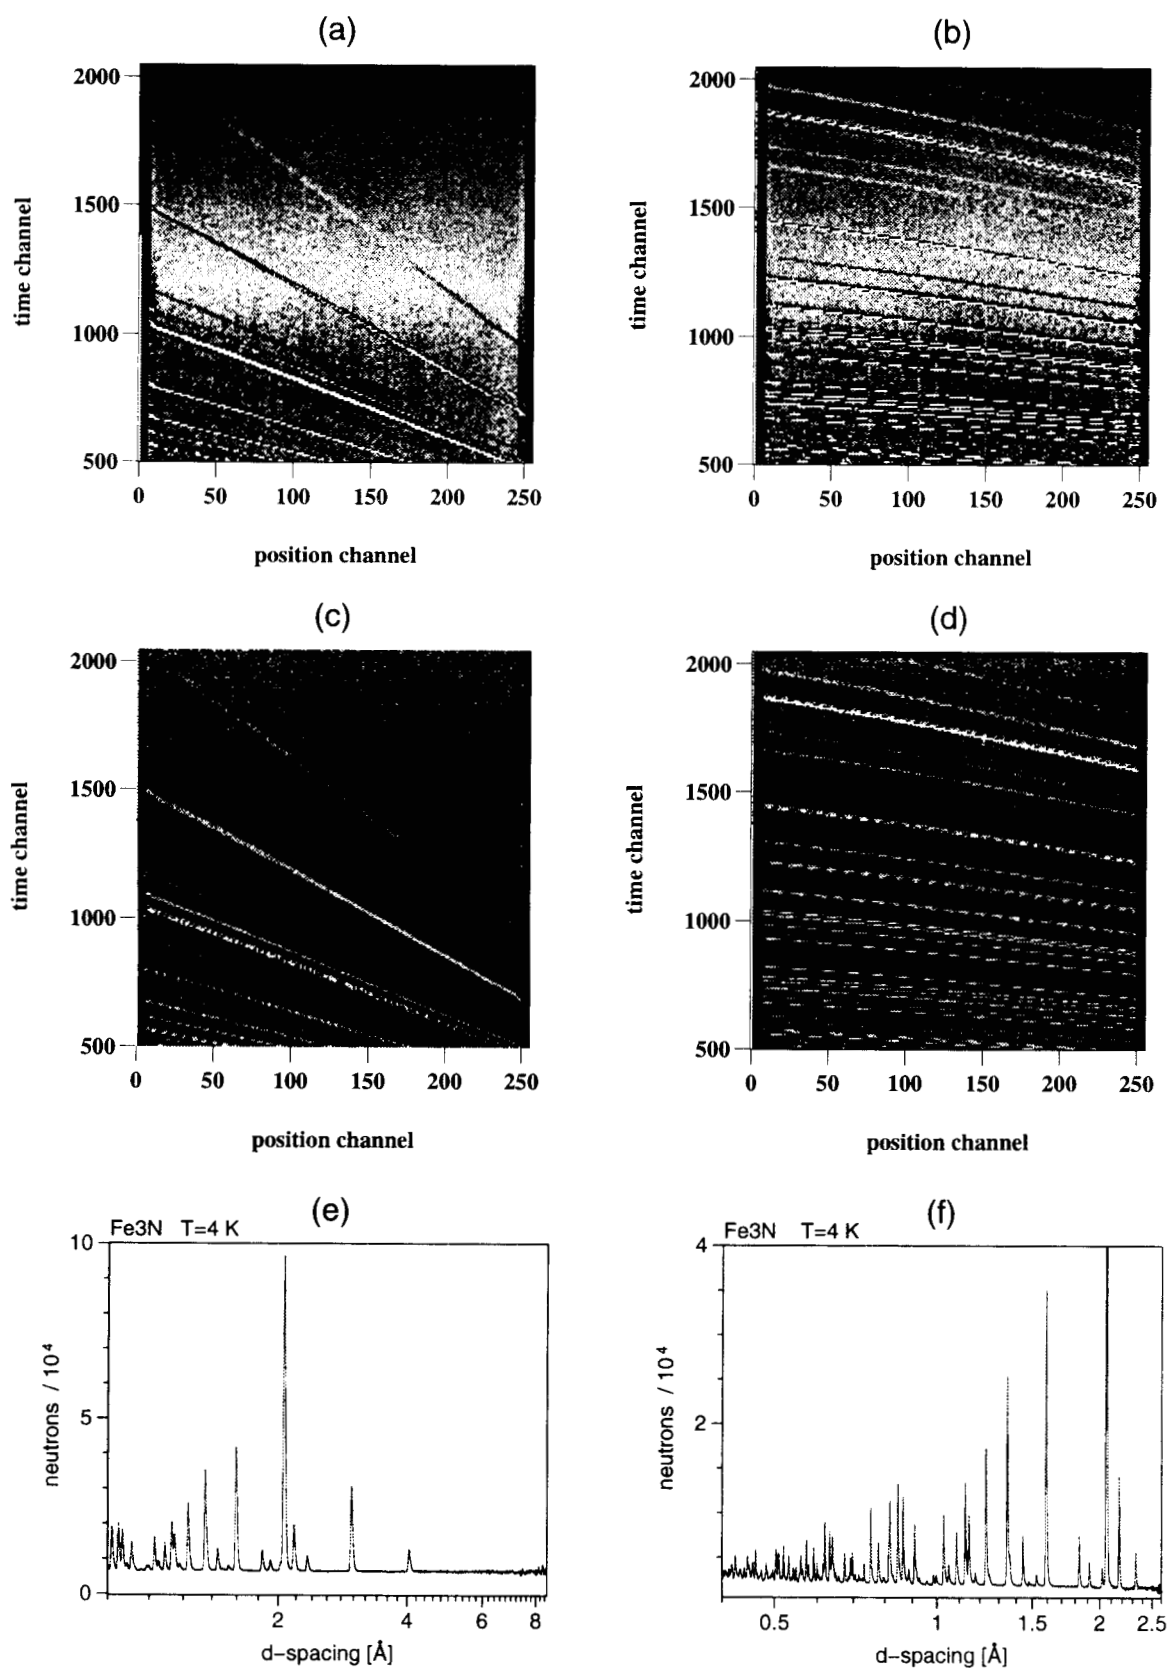 (a)
(b)
2000
1500
1000
500
time channel
0 50 100 150 200 250
position channel
2000
1500
1000
500
time channel
0 50 100 150 200 250
position channel
(c)
(d)
2000
1500
1000
500
time channel
0 50 100 150 200 250
position channel
2000
1500
1000
500
time channel
0 50 100 150 200 250
position channel
(e)
(f)
Fe3N T=4 K
10
5
0
neutrons / 10⁴
2 4 6 8
d-spacing [Å]
Fe3N T=4 K
4
2
neutrons / 10⁴
0.5 1 1.5 2 2.5
d-spacing [Å]